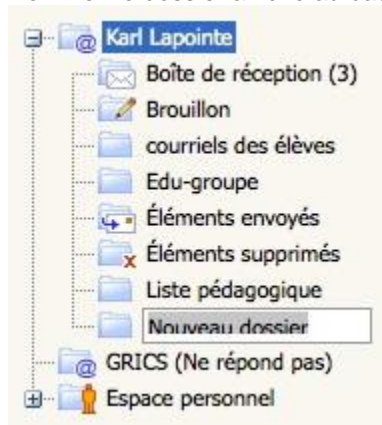 Karl Lapointe
Boîte de réception (3)
Brouillon
courriels des élèves
Edu-groupe
Éléments envoyés
Éléments supprimés
Liste pédagogique
Nouveau dossier
GRICS (Ne répond pas)
Espace personnel